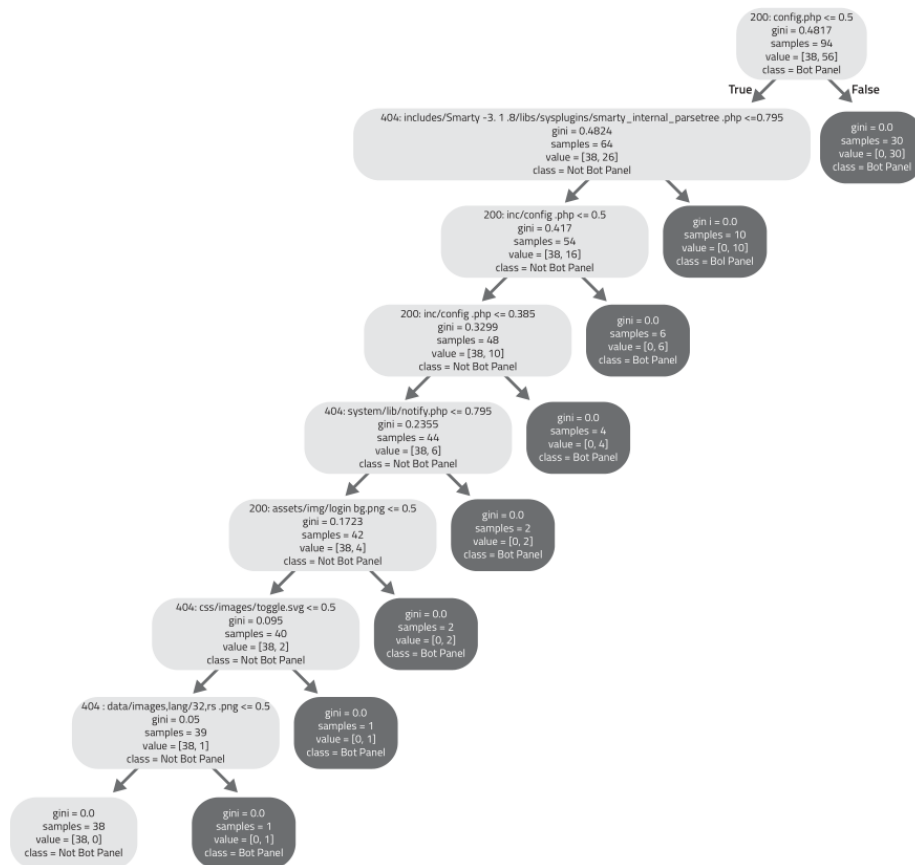 200: config.php <= 0.5
gini = 0.4817
samples = 94
value = [38, 56]
class = Bot Panel
True
False
404: includes/Smarty -3. 1 .8/libs/sysplugins/smarty_internal_parsetree .php <=0.795
gini = 0.4824
samples = 64
value = [38, 26]
class = Not Bot Panel
gini = 0.0
samples = 30
value = [0, 30]
class = Bot Panel
200: inc/config .php <= 0.5
gini = 0.417
samples = 54
value = [38, 16]
class = Not Bot Panel
gin i = 0.0
samples = 10
value = [0, 10]
class = Bol Panel
200: inc/config .php <= 0.385
gini = 0.3299
samples = 48
value = [38, 10]
class = Not Bot Panel
gini = 0.0
samples = 6
value = [0, 6]
class = Bot Panel
404: system/lib/notify.php <= 0.795
gini = 0.2355
samples = 44
value = [38, 6]
class = Not Bot Panel
gini = 0.0
samples = 4
value = [0, 4]
class = Bot Panel
200: assets/img/login bg.png <= 0.5
gini = 0.1723
samples = 42
value = [38, 4]
class = Not Bot Panel
gini = 0.0
samples = 2
value = [0, 2]
class = Bot Panel
404: css/images/toggle.svg <= 0.5
gini = 0.095
samples = 40
value = [38, 2]
class = Not Bot Panel
gini = 0.0
samples = 2
value = [0, 2]
class = Bot Panel
404 : data/images,lang/32,rs .png <= 0.5
gini = 0.05
samples = 39
value = [38, 1]
class = Not Bot Panel
gini = 0.0
samples = 1
value = [0, 1]
class = Bot Panel
gini = 0.0
samples = 38
value = [38, 0]
class = Not Bot Panel
gini = 0.0
samples = 1
value = [0, 1]
class = Bot Panel